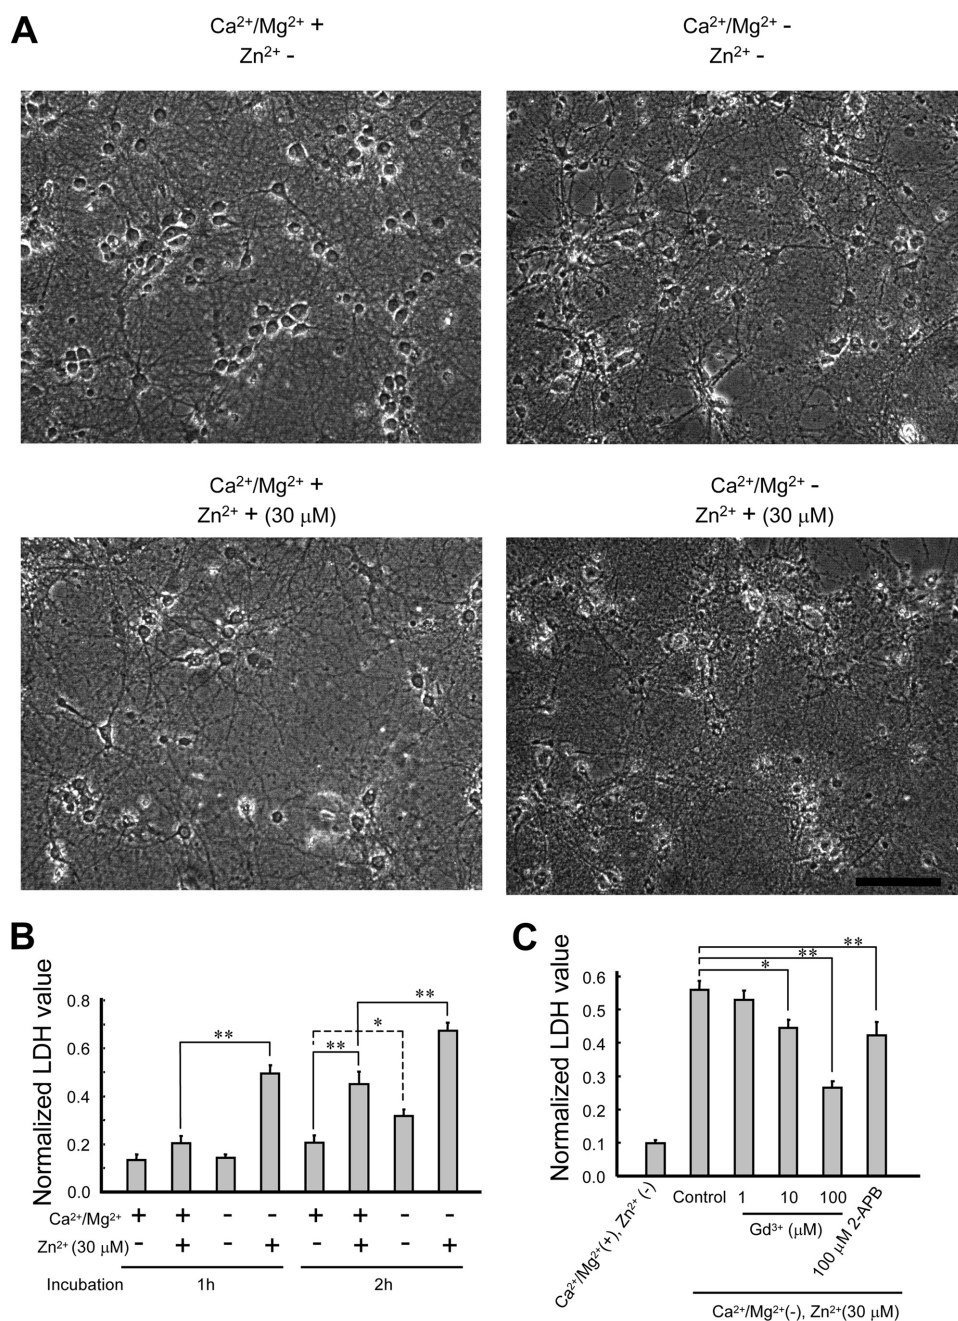 A
Ca²⁺/Mg²⁺ +
Zn²⁺ -
Ca²⁺/Mg²⁺ -
Zn²⁺ -
Ca²⁺/Mg²⁺ +
Zn²⁺ + (30 µM)
Ca²⁺/Mg²⁺ -
Zn²⁺ + (30 µM)
B
Normalized LDH value
0.8
0.6
0.4
0.2
0.0
**
**
*
**
Ca²⁺/Mg²⁺ + + - - + + - -
Zn²⁺ (30 µM) - + - + - + - +
Incubation 1h 2h
C
Normalized LDH value
0.6
0.5
0.4
0.3
0.2
0.1
0.0
*
**
**
Ca²⁺/Mg²⁺(+), Zn²⁺ (-)
Control 1 10 100
Gd³⁺ (µM)
100 µM 2-APB
Ca²⁺/Mg²⁺(-), Zn²⁺(30 µM)